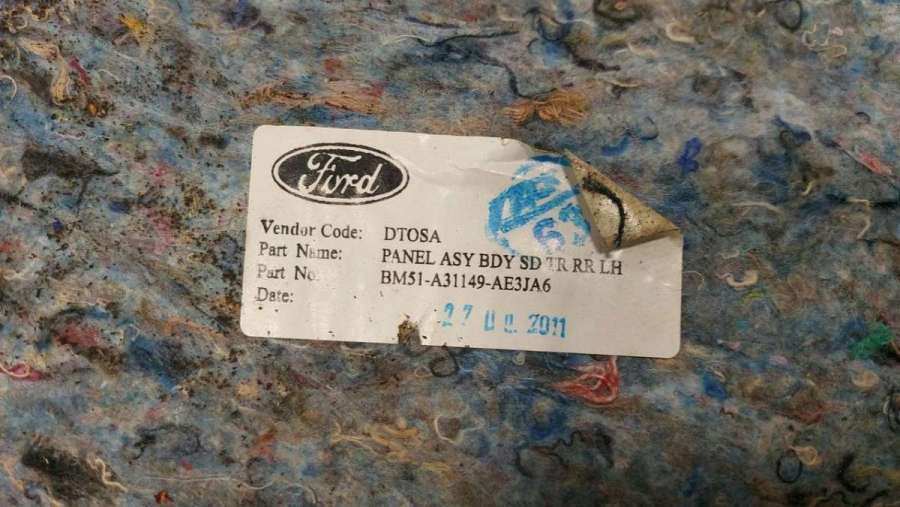 Ford
Vendor Code: DTOSA
Part Name: PANEL ASY BDY SD TR RR LH
Part No: BM51-A31149-AE3JA6
Date: 27 2011